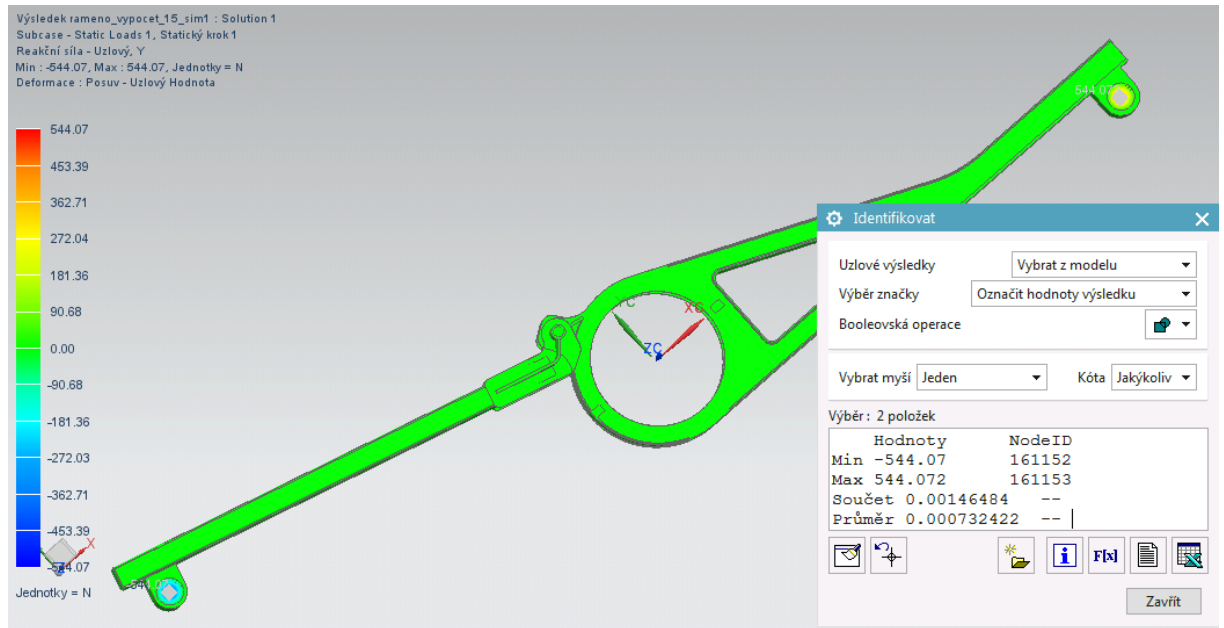 Výsledek rameno_vypocet_15_sim1 : Solution 1
Subcase - Static Loads 1, Statický krok 1
Reakční síla - Uzlový, Y
Min : -544.07, Max : 544.07, Jednotky = N
Deformace : Posuv - Uzlový Hodnota
544.07
453.39
362.71
272.04
181.36
90.68
0.00
-90.68
-181.36
-272.03
-362.71
-453.39
-544.07
Jednotky = N
X
Z
544.07
YC
XC
ZC
Identifikovat
Uzlové výsledky Vybrat z modelu
Výběr značky Označit hodnoty výsledku
Booleovská operace
Vybrat myší Jeden Kóta Jakýkoliv
Výběr : 2 položek
Hodnoty NodeID
Min -544.07 161152
Max 544.072 161153
Součet 0.00146484 --
Průměr 0.000732422 --
F[x]
Zavřít